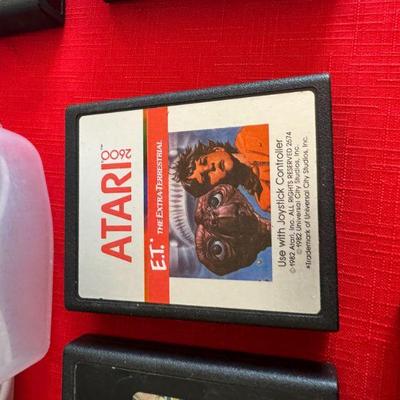 ATARI 2600™
E.T.* THE EXTRA-TERRESTRIAL
Use with Joystick Controller
©1982 Atari, Inc. ALL RIGHTS RESERVED 2674
©1982 Universal City Studios, Inc.
*Trademark of Universal City Studios, Inc.